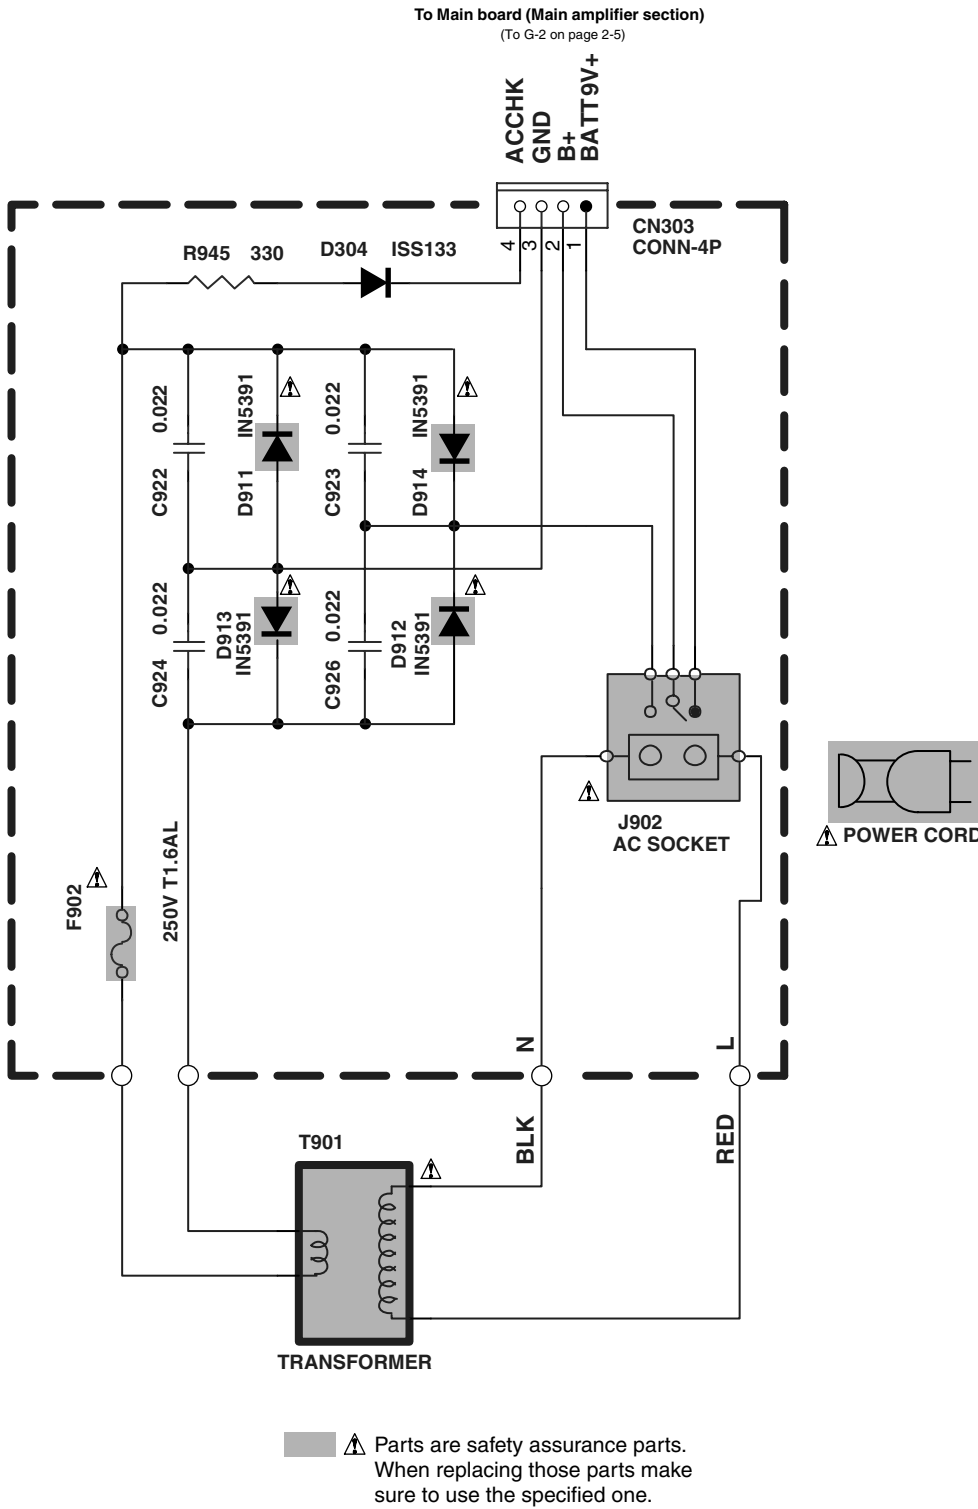 To Main board (Main amplifier section)
(To G-2 on page 2-5)
ACCHK
GND
B+
BATT 9V+
4
3
2
1
CN303
CONN-4P
R945 330
D304 ISS133
C922 0.022
D911 IN5391
C923 0.022
D914 IN5391
C924 0.022
D913
IN5391
C926 0.022
D912
IN5391
J902
AC SOCKET
POWER CORD
F902
250V T1.6AL
N
L
BLK
RED
T901
TRANSFORMER
Parts are safety assurance parts.
When replacing those parts make
sure to use the specified one.